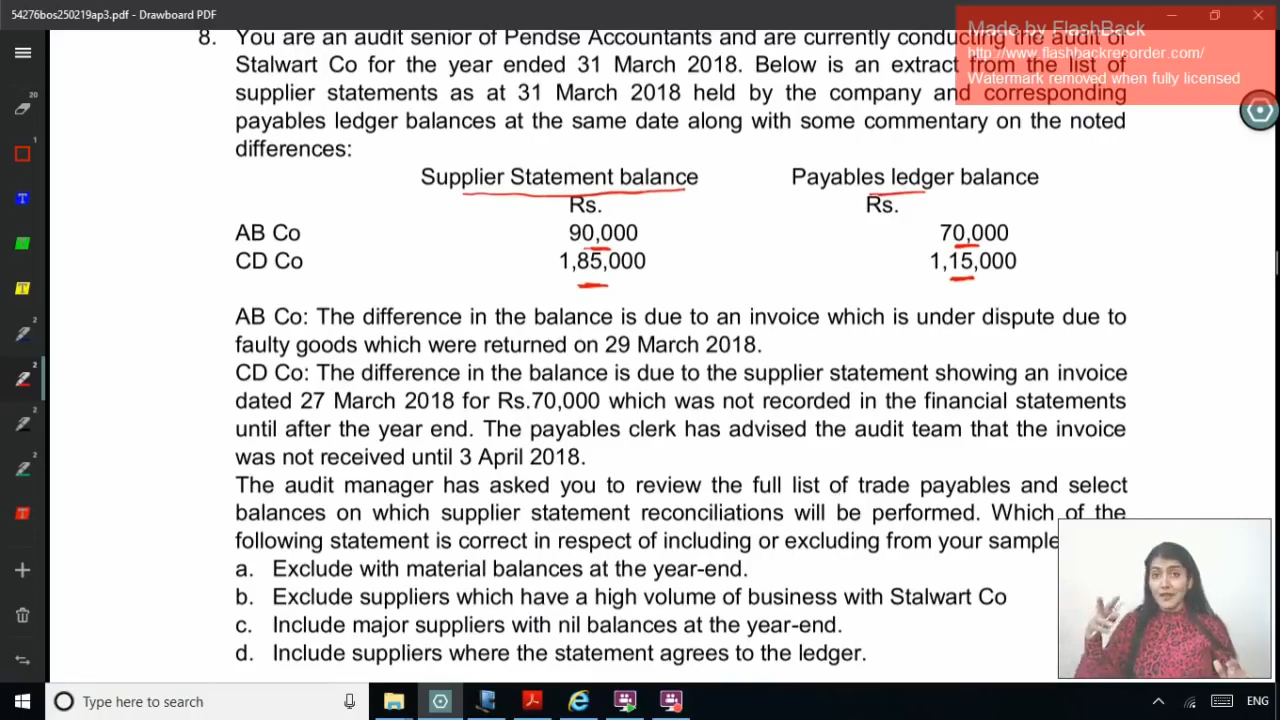 54276bos250219ap3.pdf - Drawboard PDF
Made by FlashBack
http://www.flashbackrecorder.com/
Watermark removed when fully licensed
8. You are an audit senior of Pendse Accountants and are currently conducting the audit of
Stalwart Co for the year ended 31 March 2018. Below is an extract from the list of
supplier statements as at 31 March 2018 held by the company and corresponding
payables ledger balances at the same date along with some commentary on the noted
differences:
Supplier Statement balance Payables ledger balance
Rs. Rs.
AB Co 90,000 70,000
CD Co 1,85,000 1,15,000
AB Co: The difference in the balance is due to an invoice which is under dispute due to
faulty goods which were returned on 29 March 2018.
CD Co: The difference in the balance is due to the supplier statement showing an invoice
dated 27 March 2018 for Rs.70,000 which was not recorded in the financial statements
until after the year end. The payables clerk has advised the audit team that the invoice
was not received until 3 April 2018.
The audit manager has asked you to review the full list of trade payables and select
balances on which supplier statement reconciliations will be performed. Which of the
following statement is correct in respect of including or excluding from your sample
a. Exclude with material balances at the year-end.
b. Exclude suppliers which have a high volume of business with Stalwart Co
c. Include major suppliers with nil balances at the year-end.
d. Include suppliers where the statement agrees to the ledger.
20
1
2
2
2
2
Type here to search
ENG